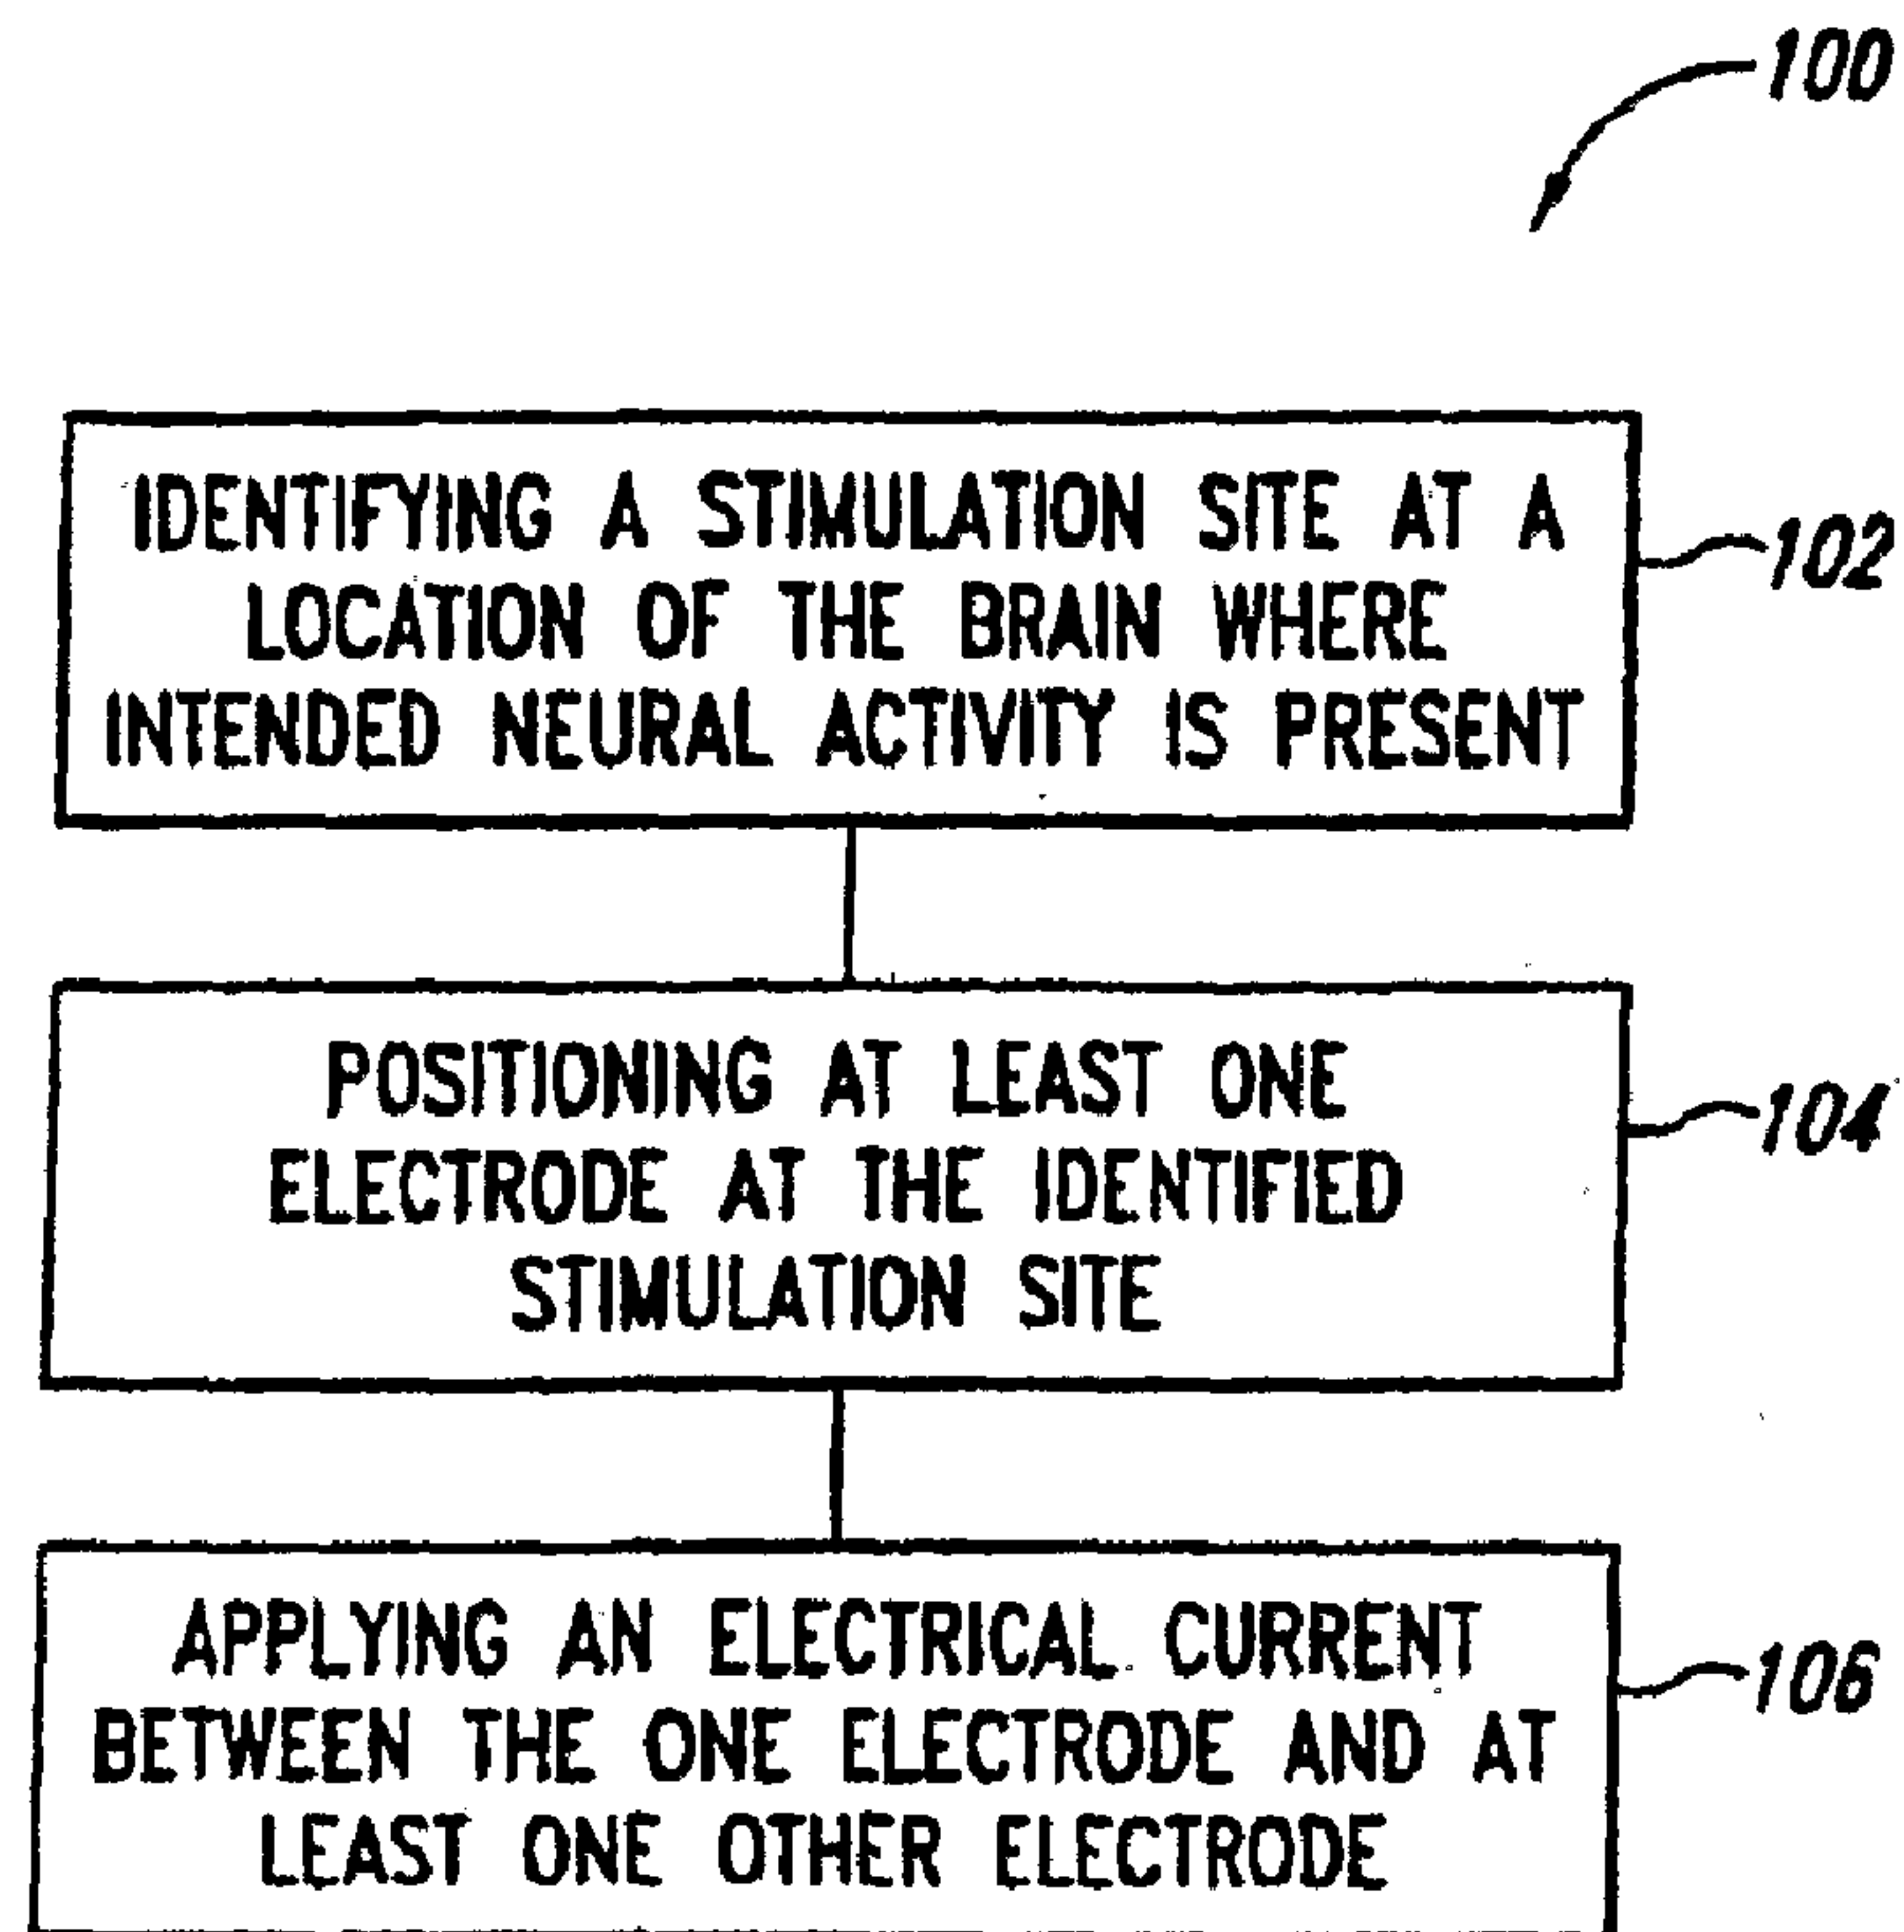 100
IDENTIFYING A STIMULATION SITE AT A
LOCATION OF THE BRAIN WHERE
INTENDED NEURAL ACTIVITY IS PRESENT
102
POSITIONING AT LEAST ONE
ELECTRODE AT THE IDENTIFIED
STIMULATION SITE
104
APPLYING AN ELECTRICAL CURRENT
BETWEEN THE ONE ELECTRODE AND AT
LEAST ONE OTHER ELECTRODE
106